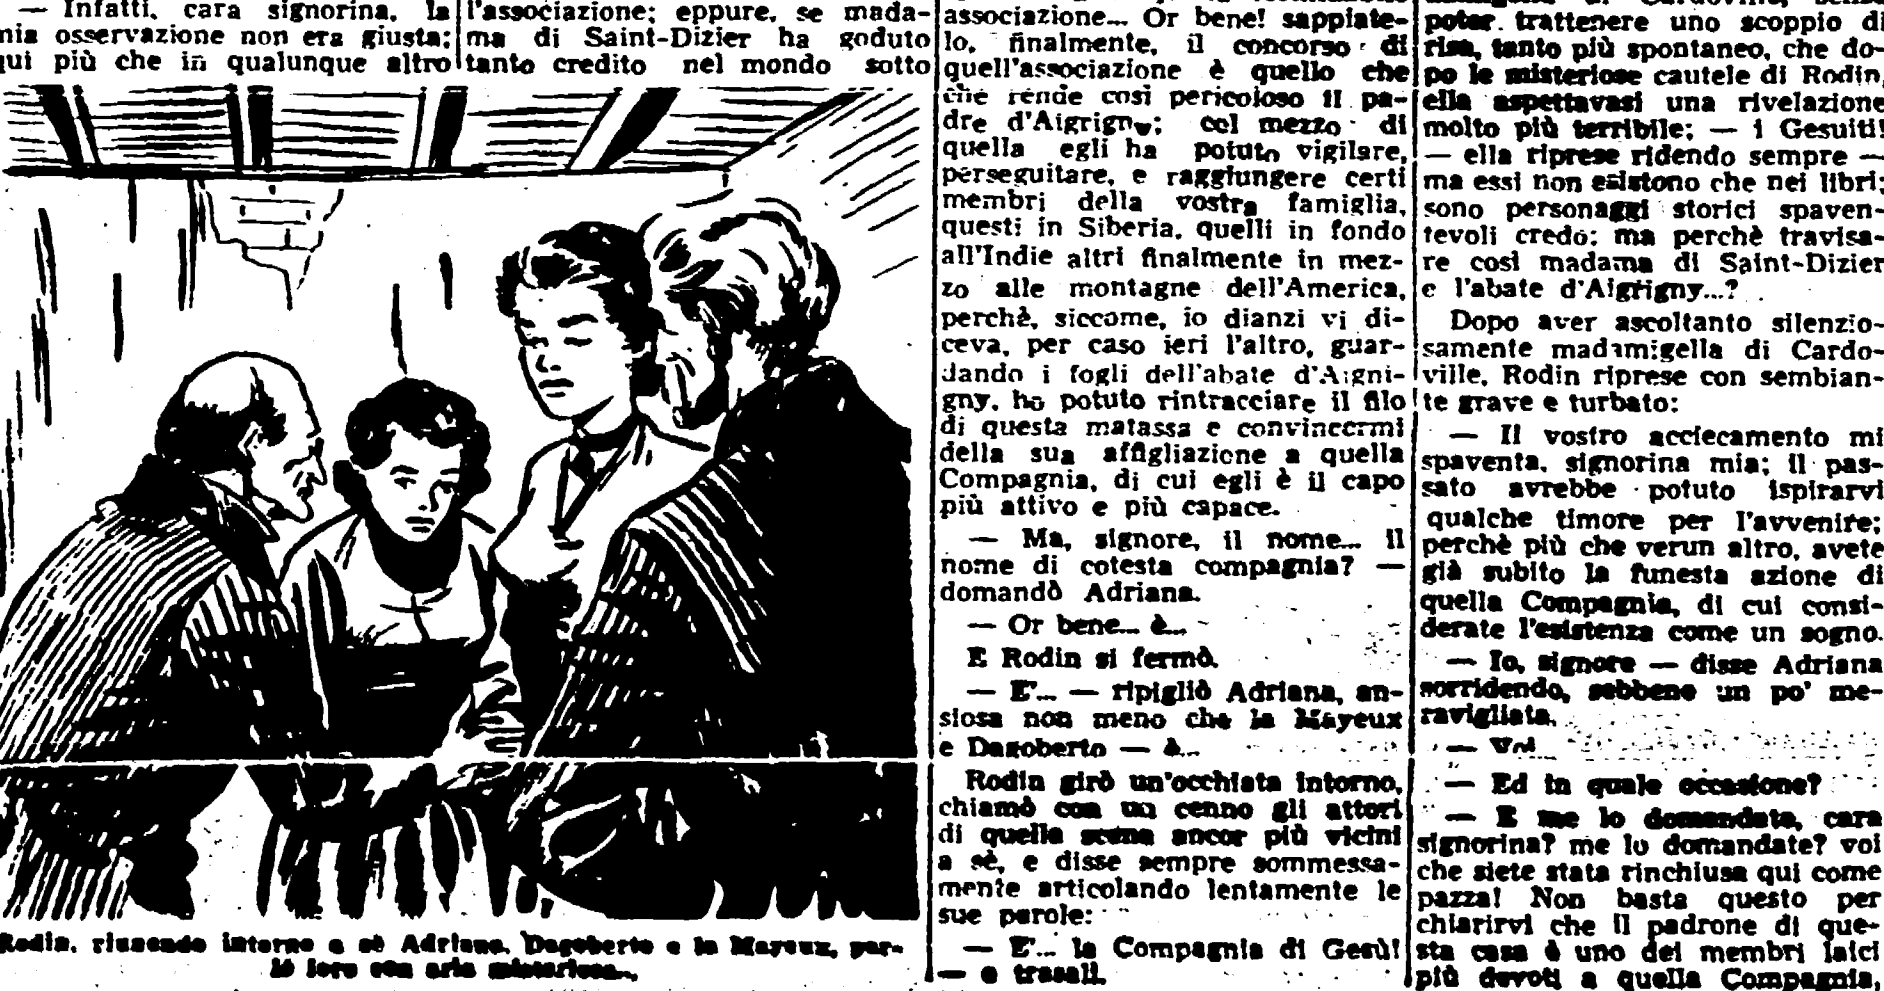 — Infatti, cara signorina, la
mia osservazione non era giusta;
qui più che in qualunque altro
l'associazione; eppure, se mada-
ma di Saint-Dizier ha goduto
tanto credito nel mondo sotto
Rodin, riunendo intorno a sè Adriana, Dagoberto e la Mayeux, par-
lò loro con aria misteriosa...
associazione... Or bene! sappiate-
lo, finalmente, il concorso di
quell'associazione è quello che
che rende così pericoloso il pa-
dre d'Aigrigny; col mezzo di
quella egli ha potuto vigilare,
perseguitare, e raggiungere certi
membri della vostra famiglia,
questi in Siberia, quelli in fondo
all'Indie altri finalmente in mez-
zo alle montagne dell'America,
perchè, siccome, io dianzi vi di-
ceva, per caso ieri l'altro, guar-
dando i fogli dell'abate d'Aigni-
gny, ho potuto rintracciare il filo
di questa matassa e convincermi
della sua affigliazione a quella
Compagnia, di cui egli è il capo
più attivo e più capace.
— Ma, signore, il nome... il
nome di cotesta compagnia? —
domandò Adriana.
— Or bene... è...
E Rodin si fermò.
— E'... — ripigliò Adriana, an-
siosa non meno che la Mayeux
e Dagoberto — è...
Rodin girò un'occhiata intorno,
chiamò con un cenno gli attori
di quella scena ancor più vicini
a sè, e disse sempre sommessa-
mente articolando lentamente le
sue parole:
— E'... la Compagnia di Gesù!
— e trasalì.
poter trattenere uno scoppio di
risa, tanto più spontaneo, che do-
po le misteriose cautele di Rodin,
ella aspettavasi una rivelazione
molto più terribile; — i Gesuiti!
— ella riprese ridendo sempre —
ma essi non esistono che nei libri;
sono personaggi storici spaven-
tevoli credo; ma perchè travisa-
re così madama di Saint-Dizier
e l'abate d'Aigrigny...?
Dopo aver ascoltanto silenzio-
samente madamigella di Cardo-
ville, Rodin riprese con sembian-
te grave e turbato:
— Il vostro acciecamento mi
spaventa, signorina mia; il pas-
sato avrebbe potuto ispirarvi
qualche timore per l'avvenire;
perchè più che verun altro, avete
già subito la funesta azione di
quella Compagnia, di cui consi-
derate l'esistenza come un sogno.
— Io, signore — disse Adriana
sorridendo, sebbene un po' me-
ravigliata.
— Voi...
— Ed in quale occasione?
— E me lo domandate, cara
signorina? me lo domandate? voi
che siete stata rinchiusa qui come
pazza! Non basta questo per
chiarirvi che il padrone di que-
sta casa è uno dei membri laici
più devoti a quella Compagnia,